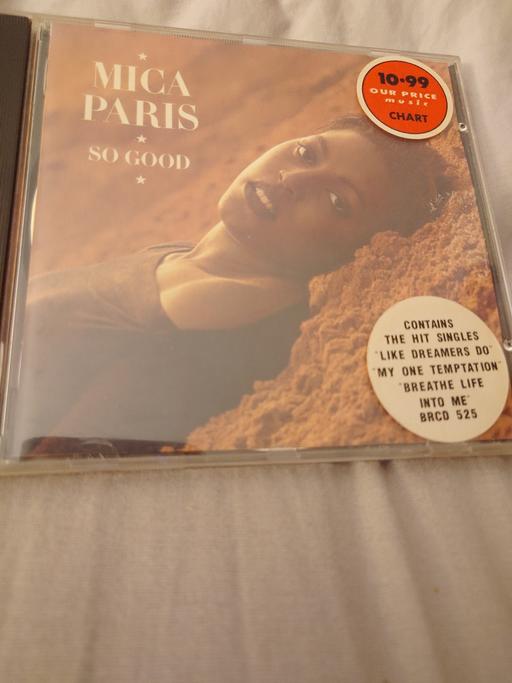 MICA
PARIS
SO GOOD
10•99
OUR PRICE
music
CHART
CONTAINS
THE HIT SINGLES
"LIKE DREAMERS DO"
"MY ONE TEMPTATION"
"BREATHE LIFE
INTO ME"
BRCD 525